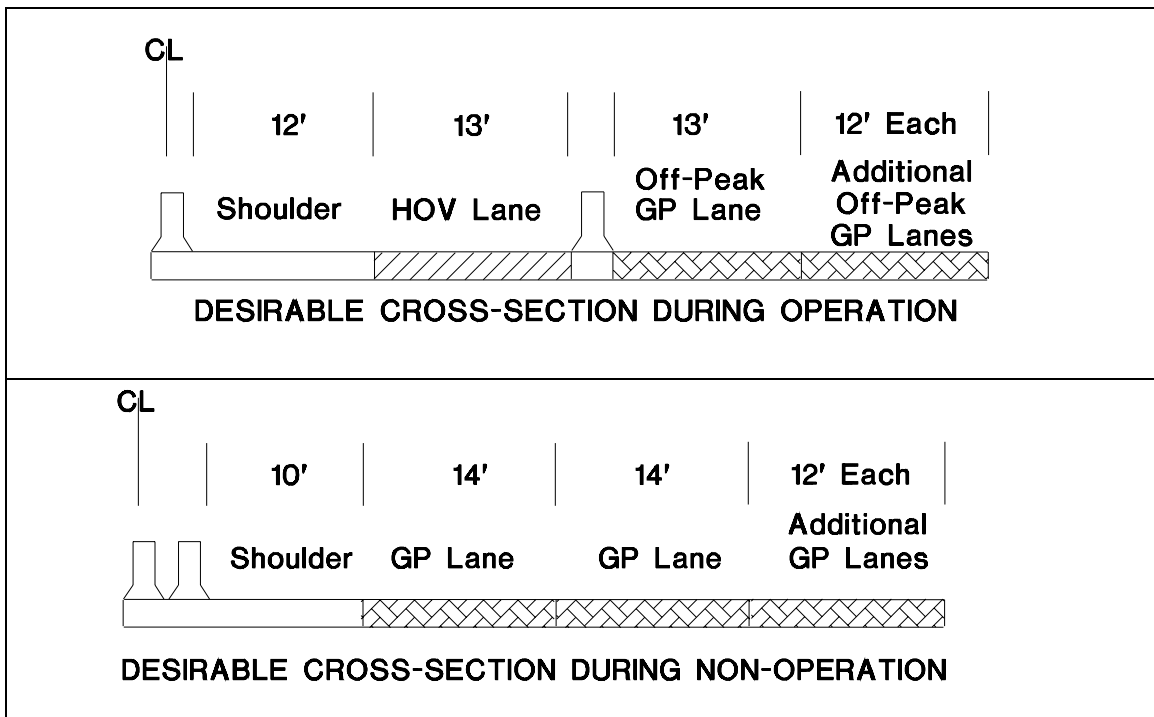 CL
12' 13' 13' 12' Each
Shoulder HOV Lane Off-Peak GP Lane Additional Off-Peak GP Lanes
DESIRABLE CROSS-SECTION DURING OPERATION
CL
10' 14' 14' 12' Each
Shoulder GP Lane GP Lane Additional GP Lanes
DESIRABLE CROSS-SECTION DURING NON-OPERATION